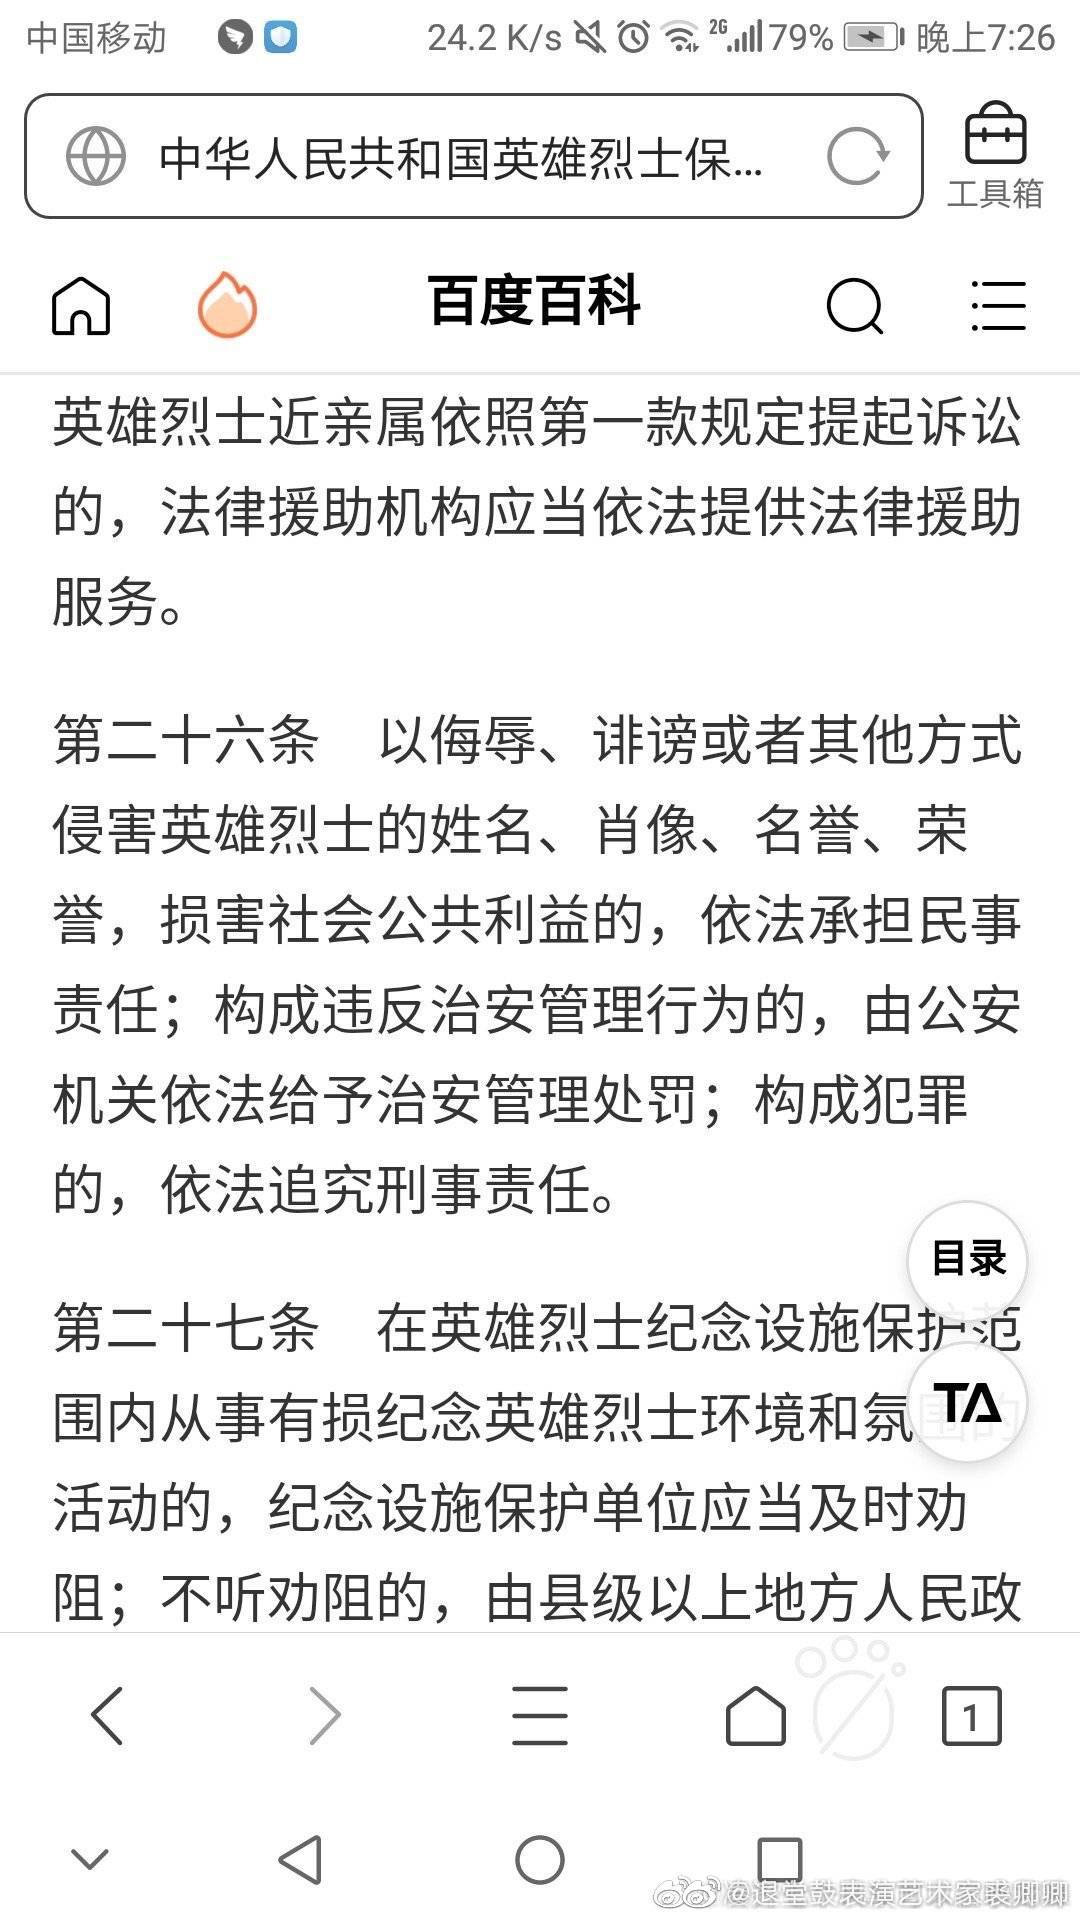 中国移动 24.2 K/s 2G 79% 晚上7:26
中华人民共和国英雄烈士保...
工具箱
百度百科
英雄烈士近亲属依照第一款规定提起诉讼
的，法律援助机构应当依法提供法律援助
服务。
第二十六条　以侮辱、诽谤或者其他方式
侵害英雄烈士的姓名、肖像、名誉、荣
誉，损害社会公共利益的，依法承担民事
责任；构成违反治安管理行为的，由公安
机关依法给予治安管理处罚；构成犯罪
的，依法追究刑事责任。
目录
第二十七条　在英雄烈士纪念设施保护范
TA
围内从事有损纪念英雄烈士环境和氛围的
活动的，纪念设施保护单位应当及时劝
阻；不听劝阻的，由县级以上地方人民政
1
@退堂鼓表演艺术家裘卿卿